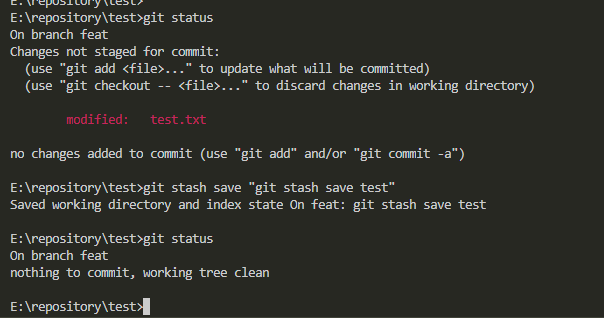 E:\repository\test>
E:\repository\test>git status
On branch feat
Changes not staged for commit:
  (use "git add <file>..." to update what will be committed)
  (use "git checkout -- <file>..." to discard changes in working directory)
        modified:   test.txt
no changes added to commit (use "git add" and/or "git commit -a")
E:\repository\test>git stash save "git stash save test"
Saved working directory and index state On feat: git stash save test
E:\repository\test>git status
On branch feat
nothing to commit, working tree clean
E:\repository\test>